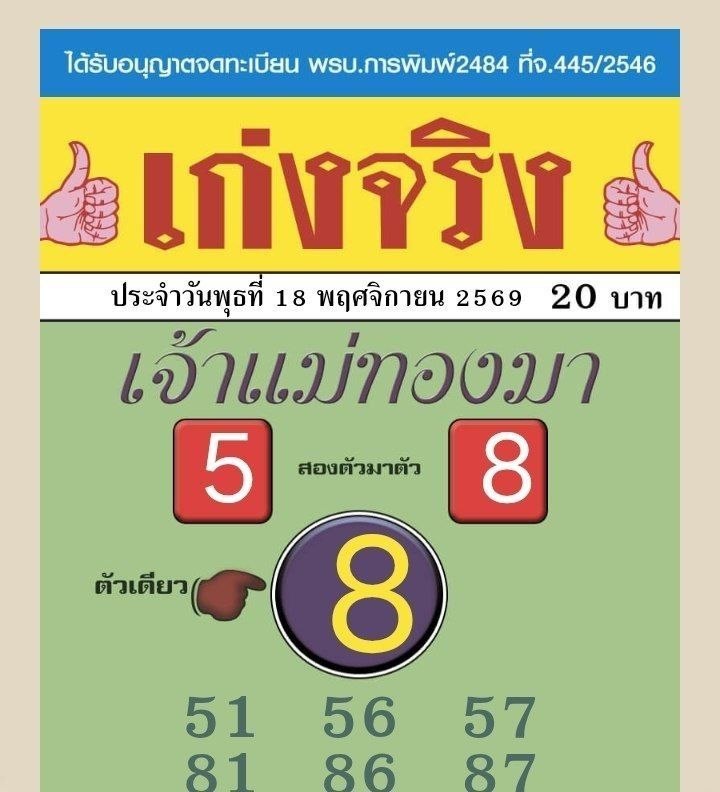 ได้รับอนุญาตจดทะเบียน พรบ.การพิมพ์2484 ที่จ.445/2546
เก่งจริง
ประจำวันพุธที่ 18 พฤศจิกายน 2569 20 บาท
เจ้าแม่ทองมา
5 สองตัวมาตัว 8
ตัวเดียว 8
51 56 57
81 86 87